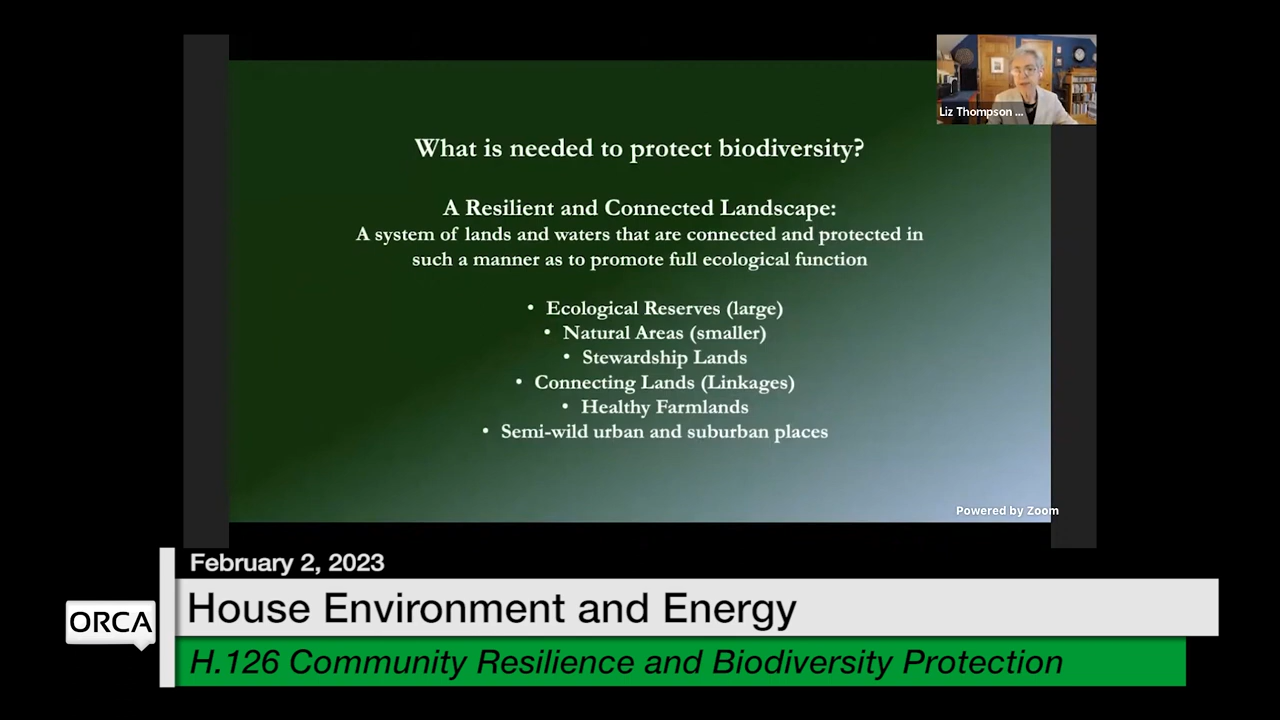 Liz Thompson ...
What is needed to protect biodiversity?
A Resilient and Connected Landscape:
A system of lands and waters that are connected and protected in
such a manner as to promote full ecological function
• Ecological Reserves (large)
• Natural Areas (smaller)
• Stewardship Lands
• Connecting Lands (Linkages)
• Healthy Farmlands
• Semi-wild urban and suburban places
Powered by Zoom
February 2, 2023
House Environment and Energy
ORCA
H.126 Community Resilience and Biodiversity Protection